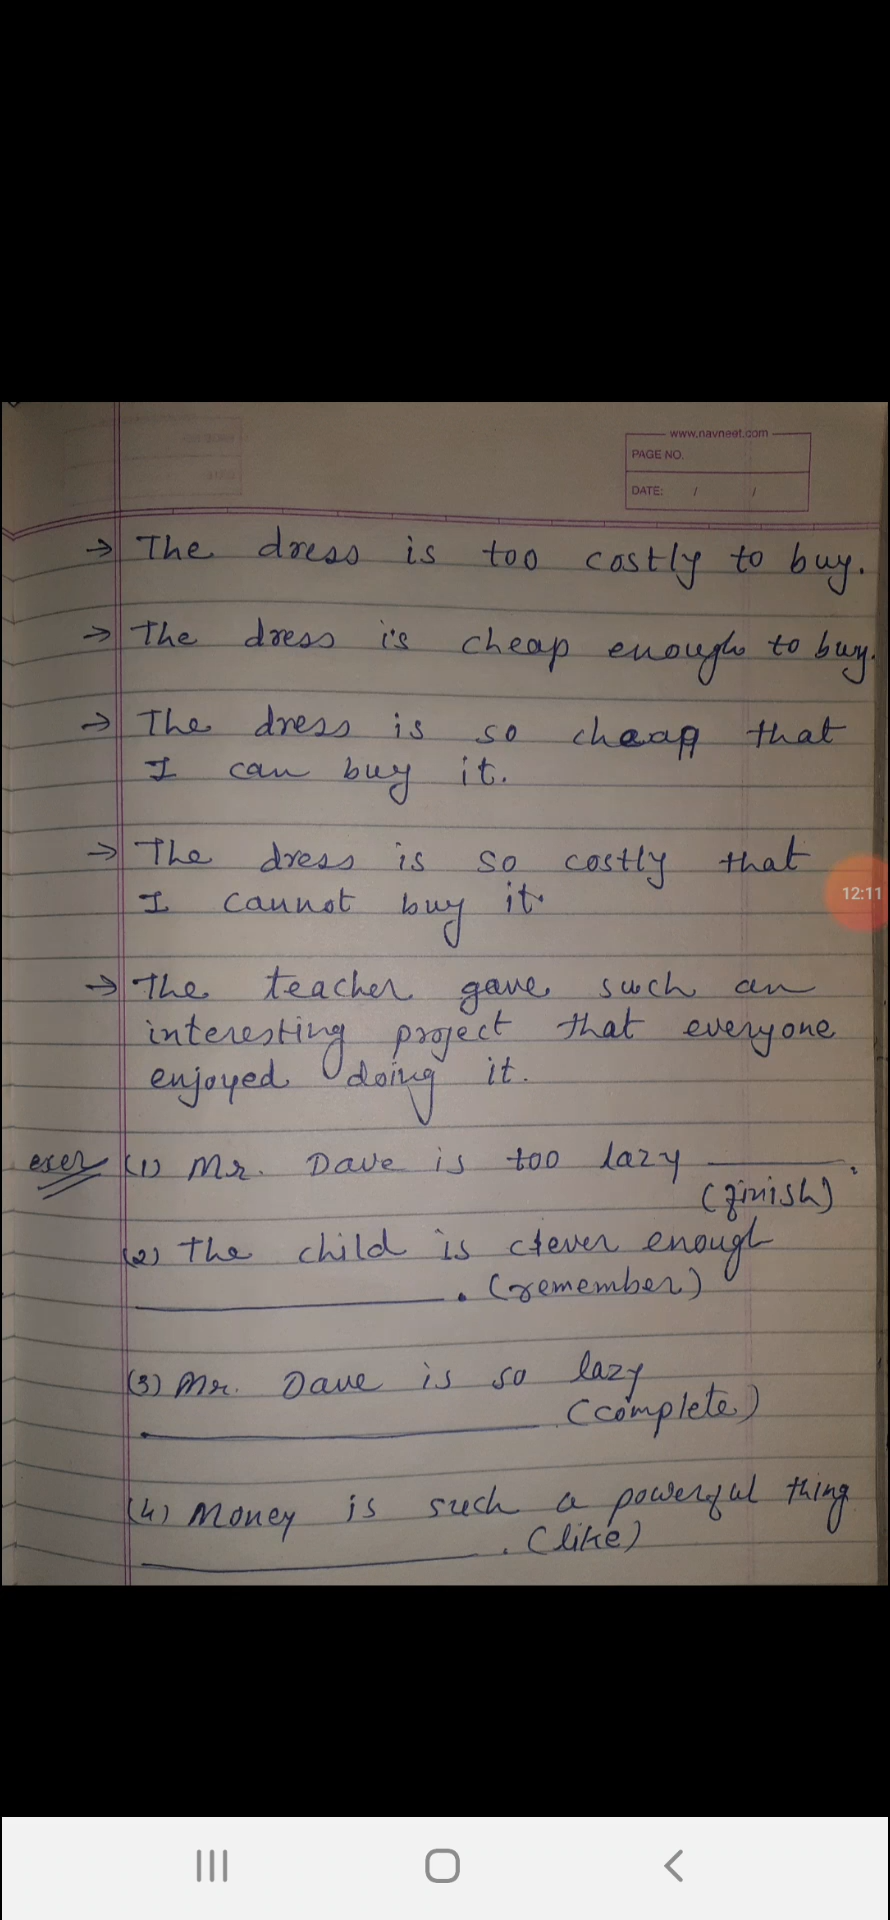 www.navneet.com
PAGE NO.
DATE: / /
→ The dress is too costly to buy.
→ The dress is cheap enough to buy.
→ The dress is so cheap that
I can buy it.
→ The dress is so costly that
I cannot buy it.
12:11
→ The teacher gave such an
interesting project that everyone
enjoyed doing it.
exer (1) Mr. Dave is too lazy ________.
(finish)
(2) The child is clever enough
________. (remember)
(3) Mr. Dave is so lazy
________ (complete)
(4) Money is such a powerful thing
________. (like)